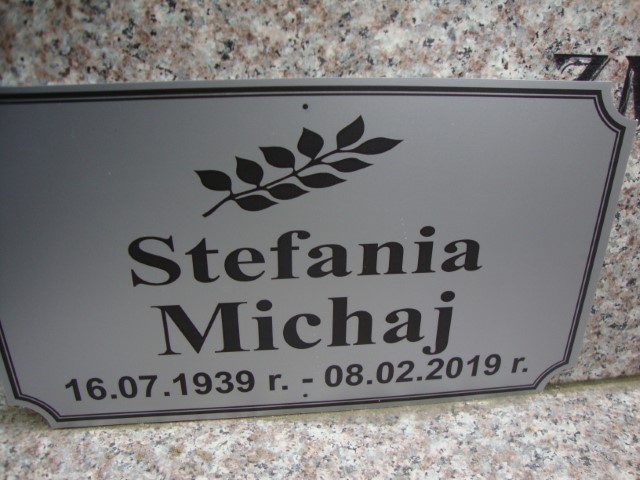 Stefania
Michaj
16.07.1939 r. - 08.02.2019 r.